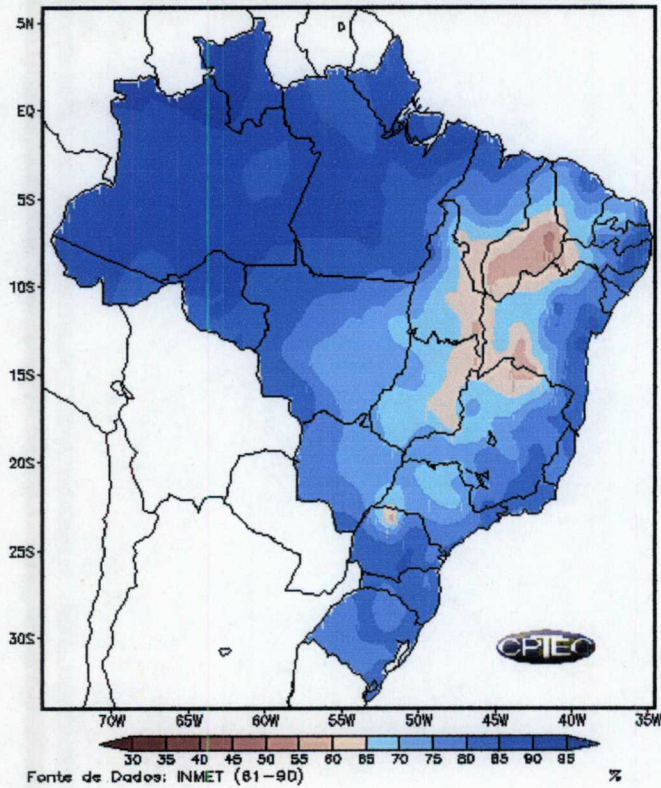 5N
EQ
5S
10S
15S
20S
25S
30S
CPTEC
70W 65W 60W 55W 50W 45W 40W 35W
30 35 40 45 50 55 60 65 70 75 80 85 90 95
Fonte de Dados: INMET (61-90) %